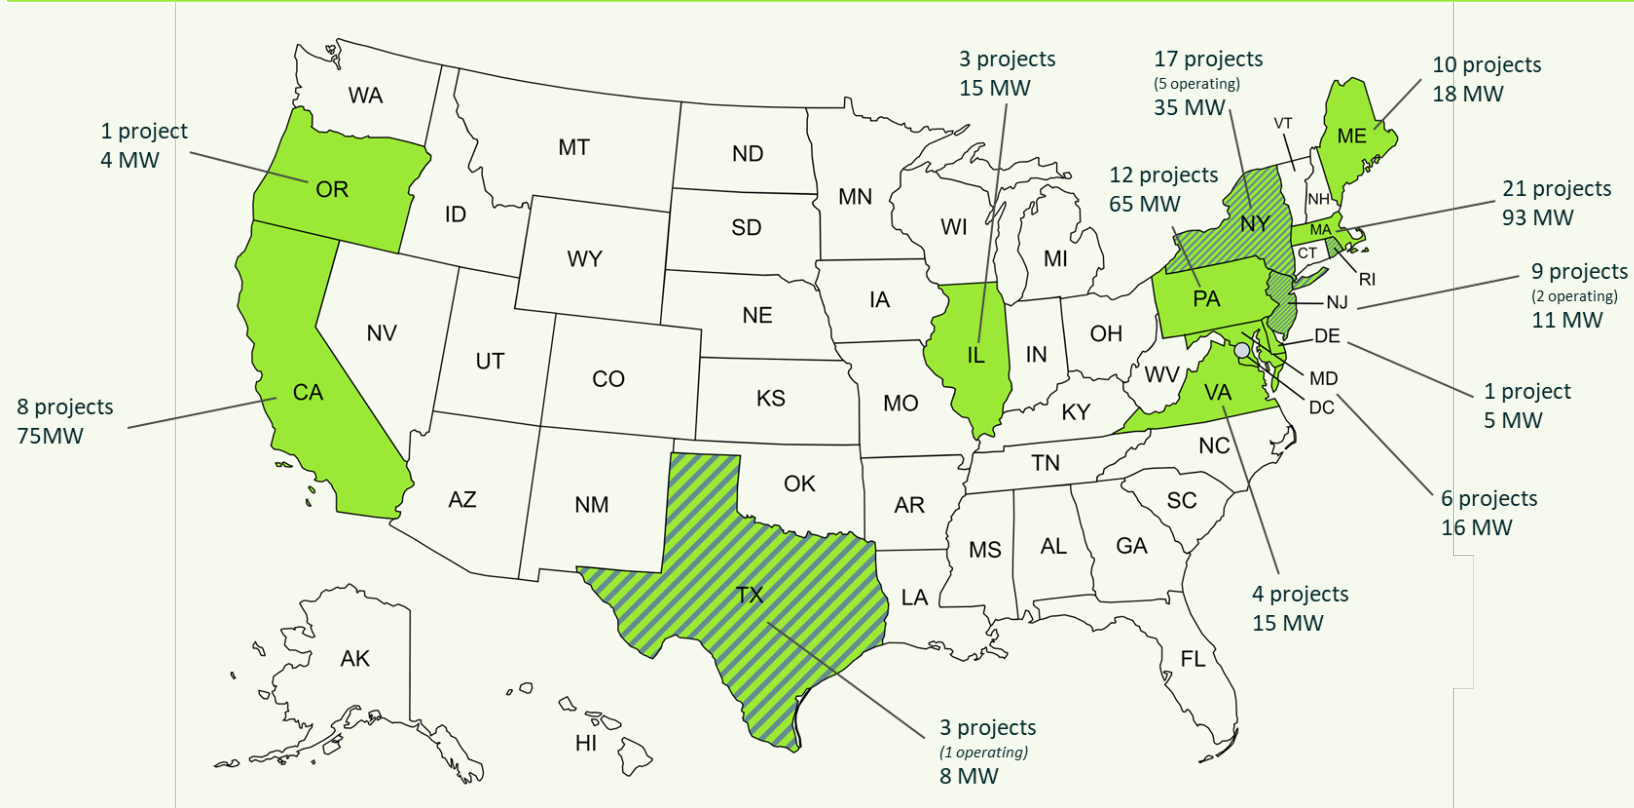 3 projects
15 MW
17 projects
(5 operating)
35 MW
10 projects
18 MW
1 project
4 MW
12 projects
65 MW
21 projects
93 MW
9 projects
(2 operating)
11 MW
1 project
5 MW
6 projects
16 MW
4 projects
15 MW
3 projects
(1 operating)
8 MW
8 projects
75MW
WA
OR
CA
ID
NV
MT
WY
UT
AZ
CO
NM
ND
SD
NE
KS
OK
TX
MN
IA
MO
AR
LA
WI
IL
MI
IN
OH
KY
TN
MS
AL
GA
FL
SC
NC
VA
WV
PA
NY
VT
NH
ME
MA
CT
RI
NJ
DE
MD
DC
AK
HI